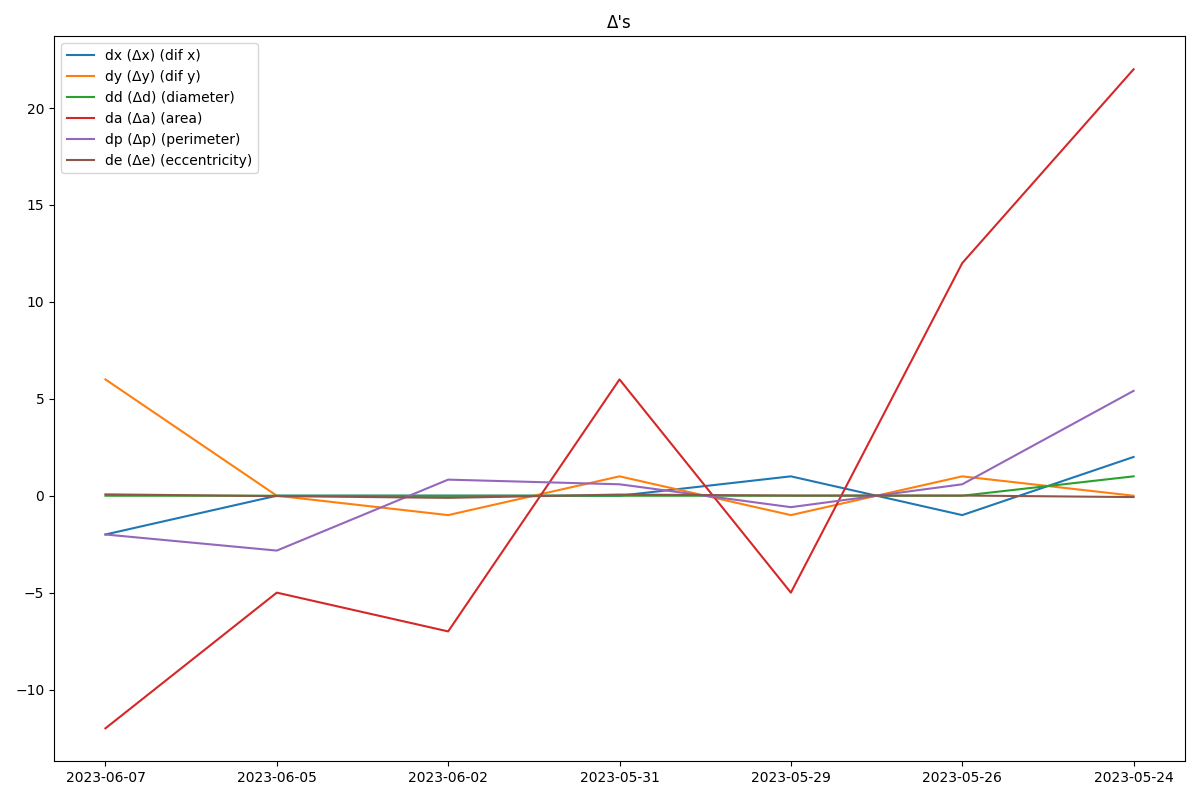 Δ's
dx (Δx) (dif x)
dy (Δy) (dif y)
dd (Δd) (diameter)
da (Δa) (area)
dp (Δp) (perimeter)
de (Δe) (eccentricity)
20
15
10
5
0
−5
−10
2023-06-07 2023-06-05 2023-06-02 2023-05-31 2023-05-29 2023-05-26 2023-05-24